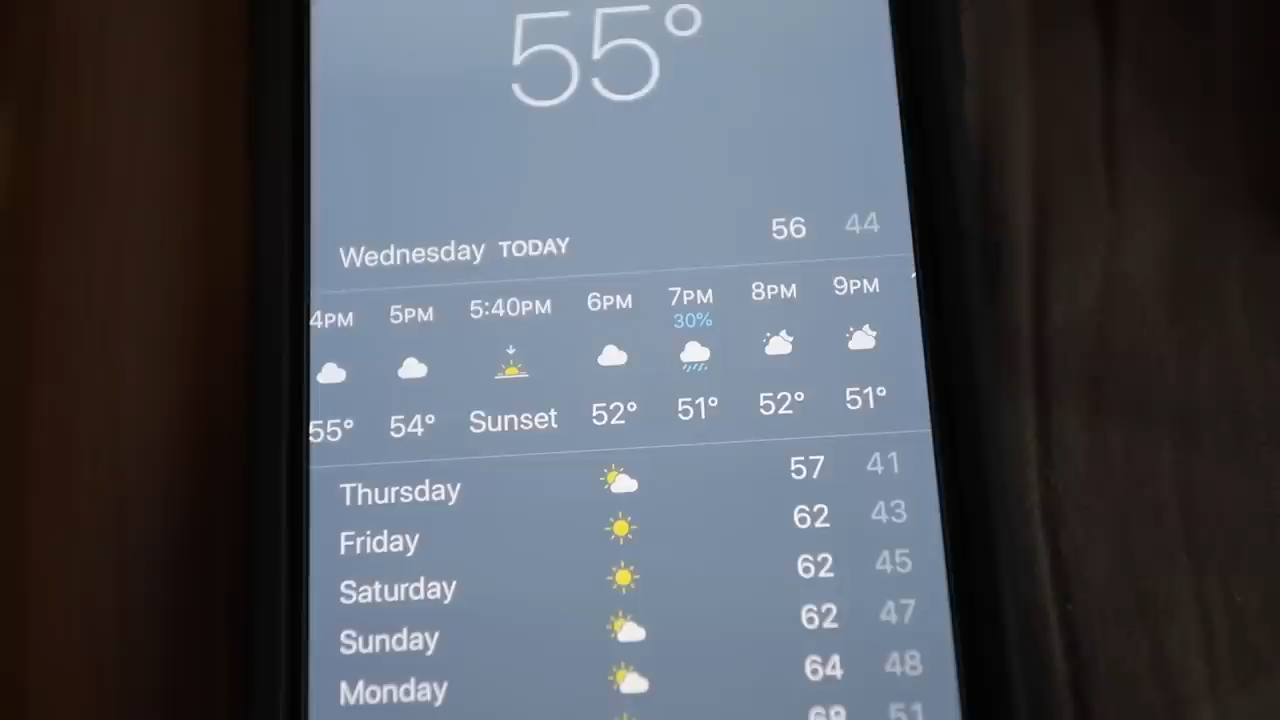 55°
Wednesday TODAY 56 44
4PM 5PM 5:40PM 6PM 7PM 8PM 9PM
30%
55° 54° Sunset 52° 51° 52° 51°
Thursday 57 41
Friday 62 43
Saturday 62 45
Sunday 62 47
Monday 64 48
51